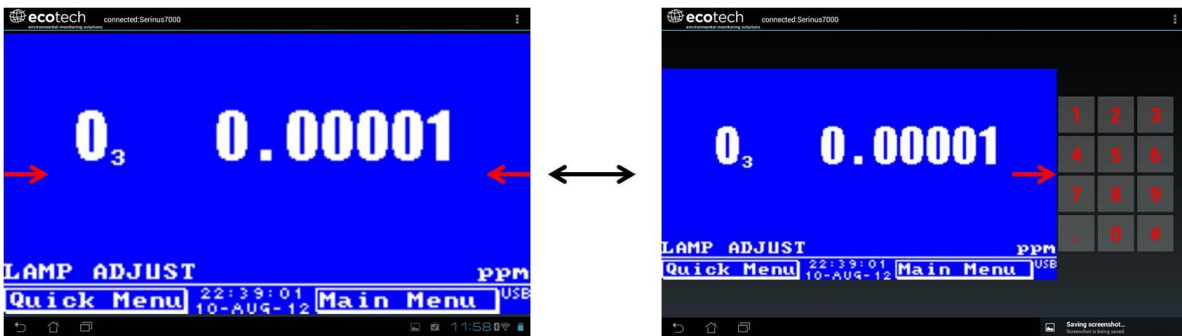 ecotech connected:Serinus7000
environmental monitoring solutions
O3 0.00001
LAMP ADJUST ppm
Quick Menu 22:39:01 Main Menu USB
10-AUG-12
11:58
ecotech connected:Serinus7000
environmental monitoring solutions
O3 0.00001
1 2 3
4 5 6
7 8 9
. 0 #
LAMP ADJUST ppm
Quick Menu 22:39:01 Main Menu USB
10-AUG-12
Saving screenshot...
Screenshot is being saved.